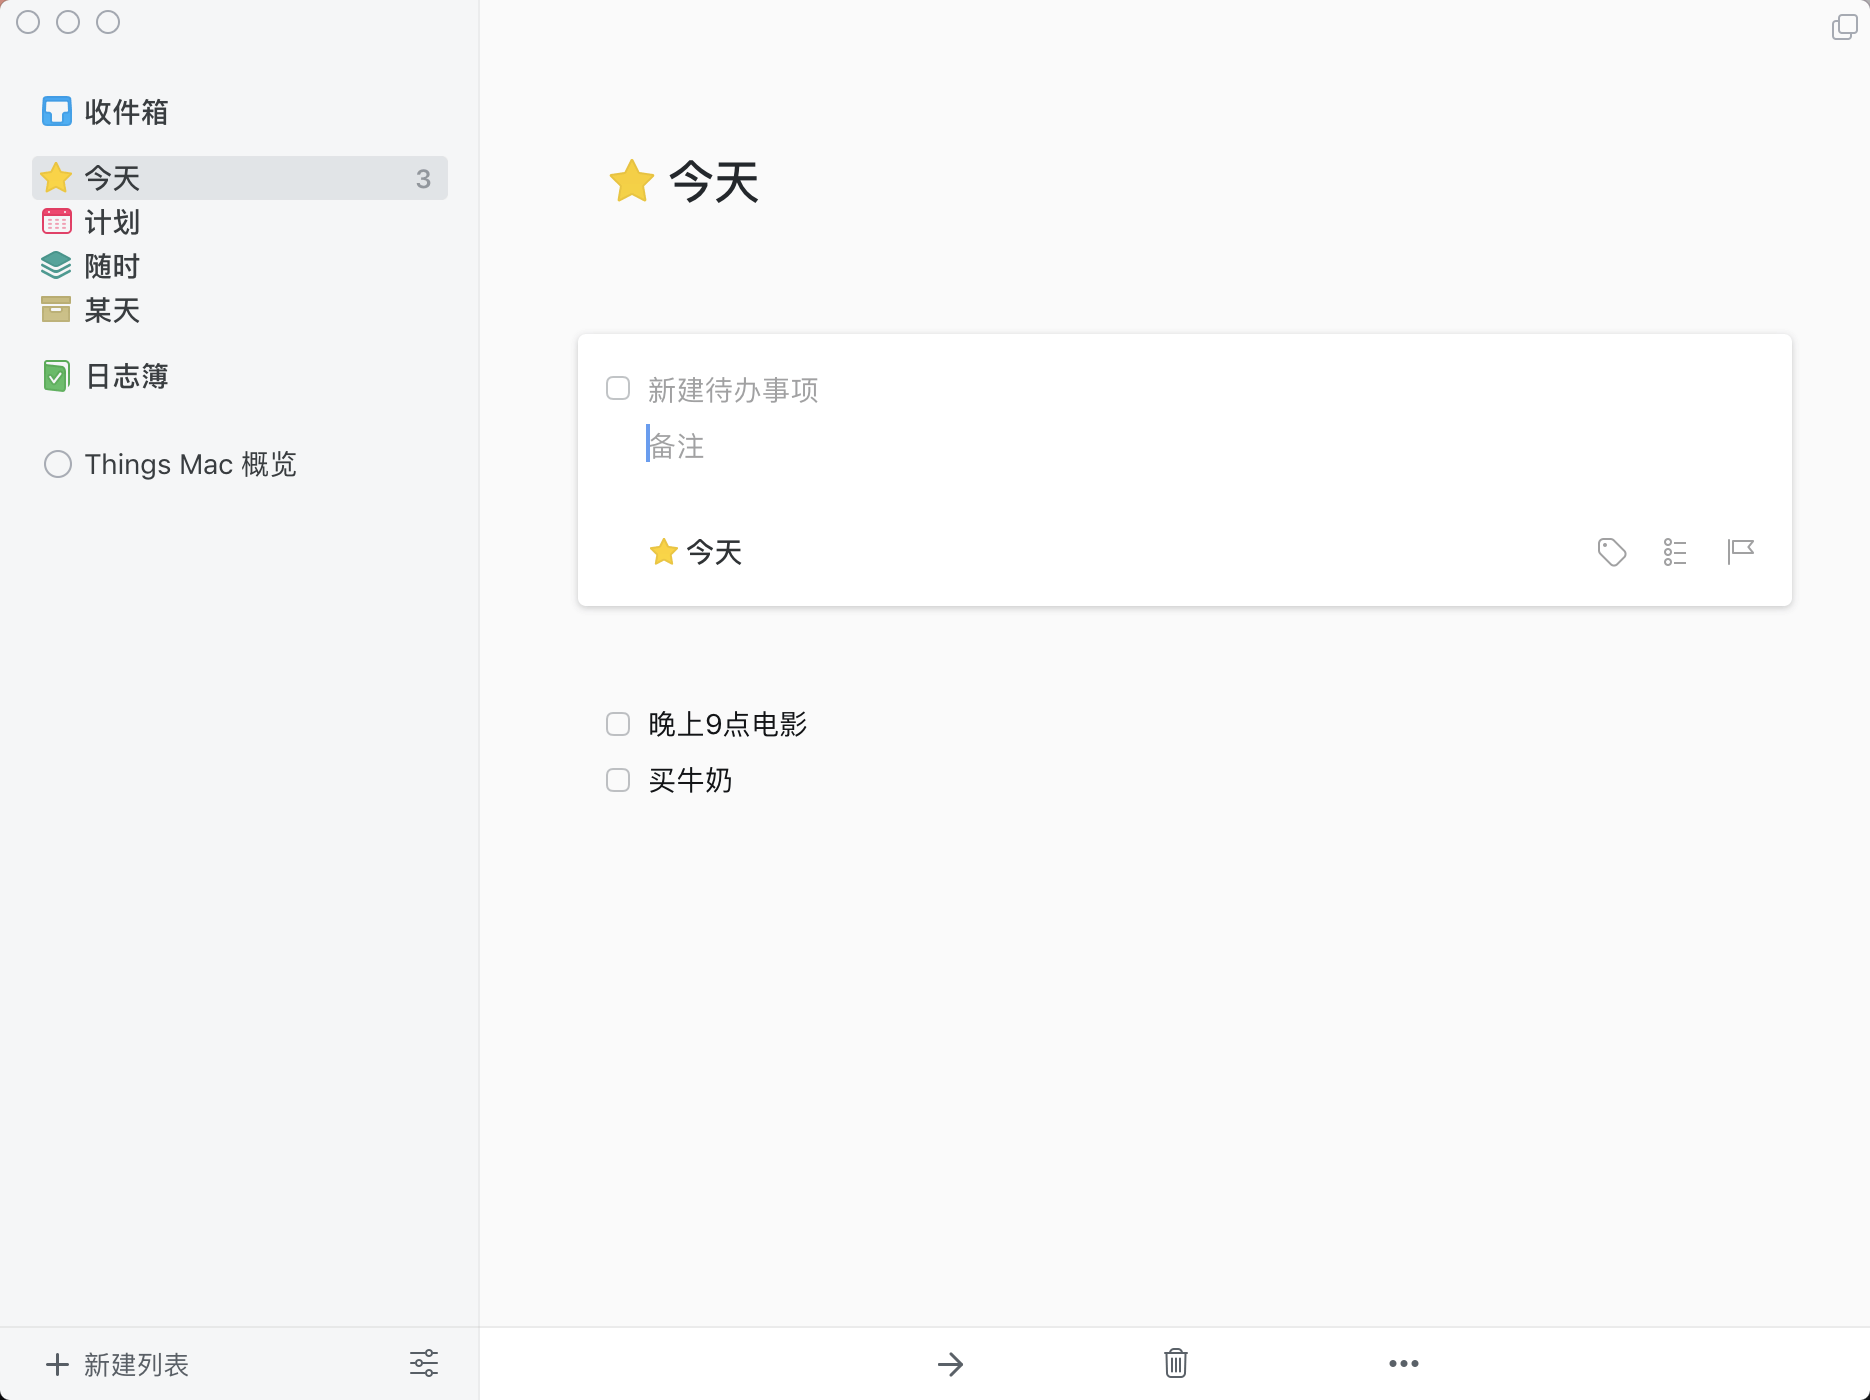 收件箱
今天 3
计划
随时
某天
日志簿
Things Mac 概览
新建列表
今天
新建待办事项
备注
今天
晚上9点电影
买牛奶